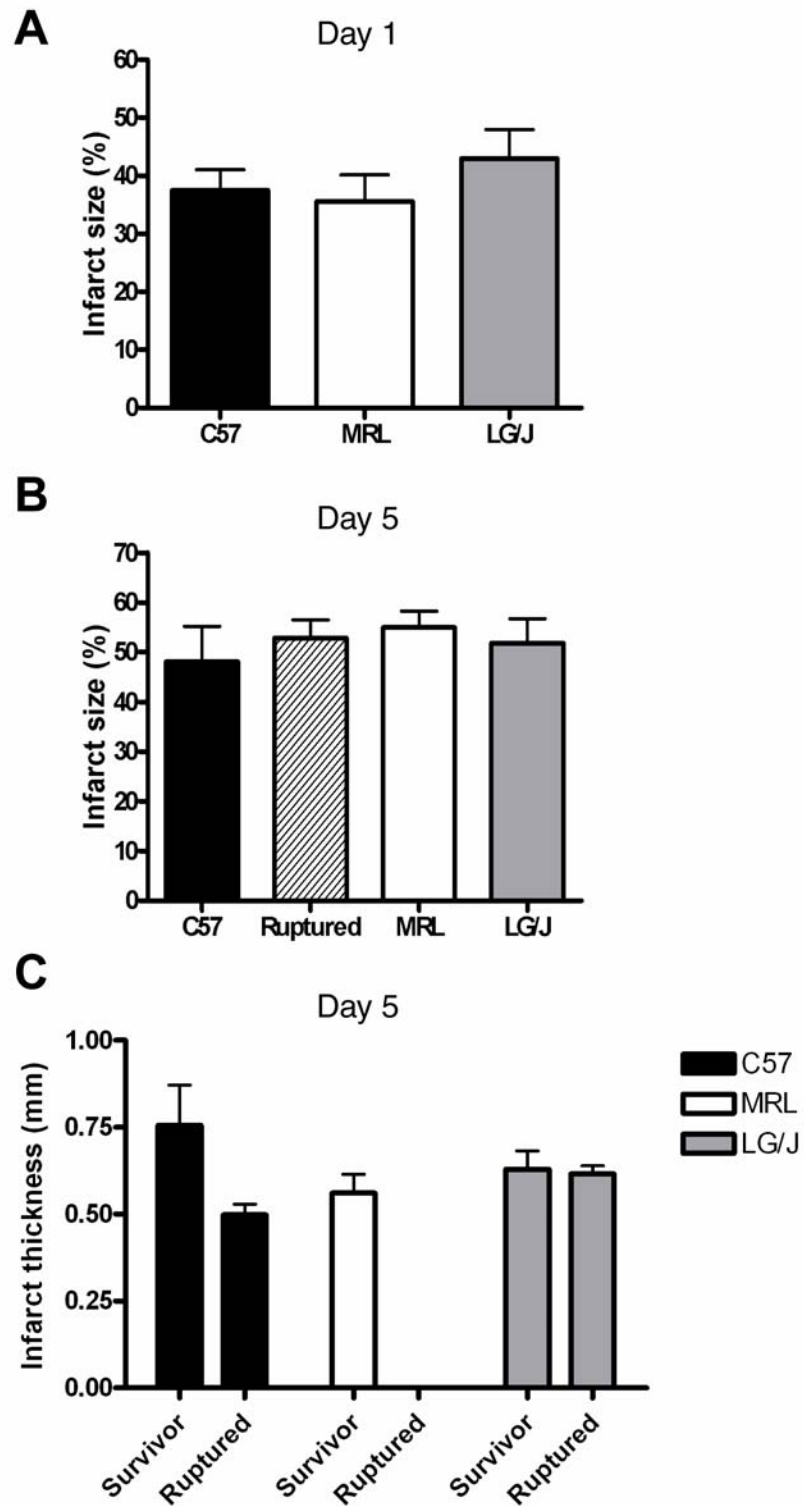 A
Day 1
Infarct size (%)
60
50
40
30
20
10
0
C57 MRL LG/J
B
Day 5
Infarct size (%)
70
60
50
40
30
20
10
0
C57 Ruptured MRL LG/J
C
Day 5
Infarct thickness (mm)
1.00
0.75
0.50
0.25
0.00
Survivor Ruptured Survivor Ruptured Survivor Ruptured
C57
MRL
LG/J